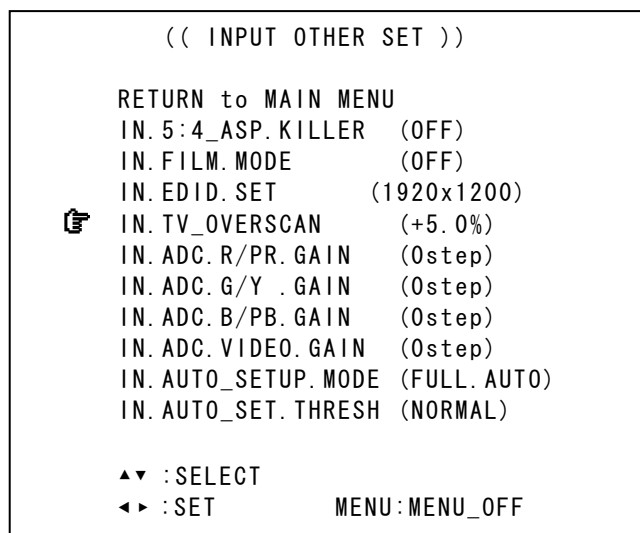 (( INPUT OTHER SET ))
RETURN to MAIN MENU
IN.5:4_ASP.KILLER (OFF)
IN.FILM.MODE (OFF)
IN.EDID.SET (1920x1200)
IN.TV_OVERSCAN (+5.0%)
IN.ADC.R/PR.GAIN (0step)
IN.ADC.G/Y .GAIN (0step)
IN.ADC.B/PB.GAIN (0step)
IN.ADC.VIDEO.GAIN (0step)
IN.AUTO_SETUP.MODE (FULL.AUTO)
IN.AUTO_SET.THRESH (NORMAL)
▲▼ :SELECT
◄► :SET MENU:MENU_OFF